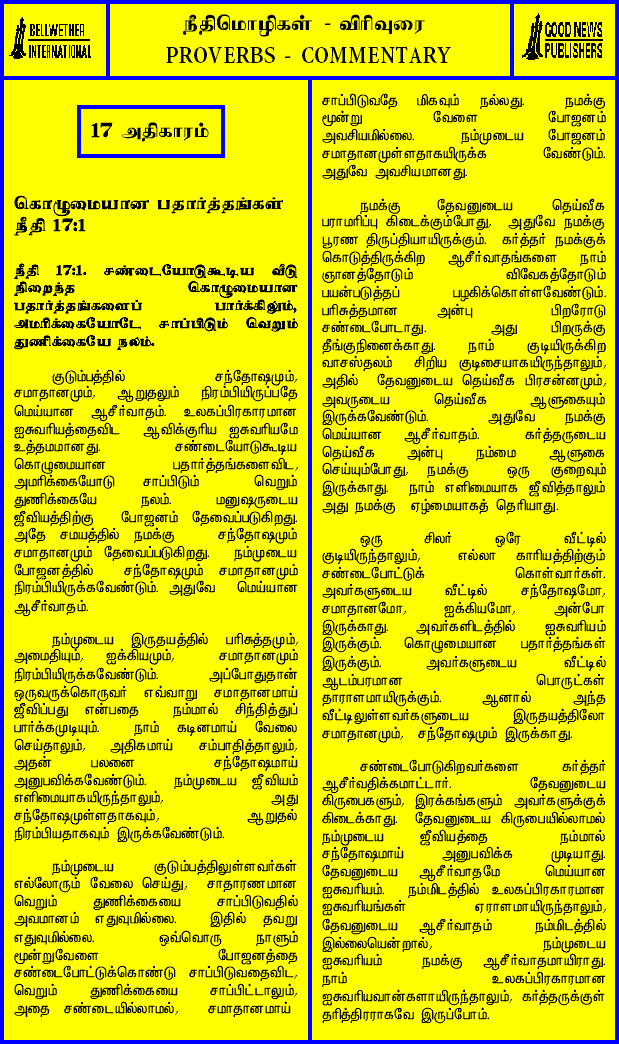 BELLWETHER
INTERNATIONAL
நீதிமொழிகள் - விரிவுரை
PROVERBS - COMMENTARY
GOOD NEWS
PUBLISHERS
17 அதிகாரம்
கொழுமையான பதார்த்தங்கள்
நீதி 17:1
நீதி 17:1. சண்டையோடுகூடிய வீடு
நிறைந்த கொழுமையான
பதார்த்தங்களைப் பார்க்கிலும்,
அமரிக்கையோடே சாப்பிடும் வெறும்
துணிக்கையே நலம்.
குடும்பத்தில் சந்தோஷமும்,
சமாதானமும், ஆறுதலும் நிரம்பியிருப்பதே
மெய்யான ஆசீர்வாதம். உலகப்பிரகாரமான
ஐசுவரியத்தைவிட ஆவிக்குரிய ஐசுவரியமே
உத்தமமானது. சண்டையோடுகூடிய
கொழுமையான பதார்த்தங்களைவிட,
அமரிக்கையோடு சாப்பிடும் வெறும்
துணிக்கையே நலம். மனுஷருடைய
ஜீவியத்திற்கு போஜனம் தேவைப்படுகிறது.
அதே சமயத்தில் நமக்கு சந்தோஷமும்
சமாதானமும் தேவைப்படுகிறது. நம்முடைய
போஜனத்தில் சந்தோஷமும் சமாதானமும்
நிரம்பியிருக்கவேண்டும். அதுவே மெய்யான
ஆசீர்வாதம்.
நம்முடைய இருதயத்தில் பரிசுத்தமும்,
அமைதியும், ஐக்கியமும், சமாதானமும்
நிரம்பியிருக்கவேண்டும். அப்போதுதான்
ஒருவருக்கொருவர் எவ்வாறு சமாதானமாய்
ஜீவிப்பது என்பதை நம்மால் சிந்தித்துப்
பார்க்கமுடியும். நாம் கடினமாய் வேலை
செய்தாலும், அதிகமாய் சம்பாதித்தாலும்,
அதன் பலனை சந்தோஷமாய்
அனுபவிக்கவேண்டும். நம்முடைய ஜீவியம்
எளிமையாகயிருந்தாலும், அது
சந்தோஷமுள்ளதாகவும், ஆறுதல்
நிரம்பியதாகவும் இருக்கவேண்டும்.
நம்முடைய குடும்பத்திலுள்ளவர்கள்
எல்லோரும் வேலை செய்து, சாதாரணமான
வெறும் துணிக்கையை சாப்பிடுவதில்
அவமானம் எதுவுமில்லை. இதில் தவறு
எதுவுமில்லை. ஒவ்வொரு நாளும்
மூன்றுவேளை போஜனத்தை
சண்டைபோட்டுக்கொண்டு சாப்பிடுவதைவிட,
வெறும் துணிக்கையை சாப்பிட்டாலும்,
அதை சண்டையில்லாமல், சமாதானமாய்
சாப்பிடுவதே மிகவும் நல்லது. நமக்கு
மூன்று வேளை போஜனம்
அவசியமில்லை. நம்முடைய போஜனம்
சமாதானமுள்ளதாகயிருக்க வேண்டும்.
அதுவே அவசியமானது.
நமக்கு தேவனுடைய தெய்வீக
பராமரிப்பு கிடைக்கும்போது, அதுவே நமக்கு
பூரண திருப்தியாயிருக்கும். கர்த்தர் நமக்குக்
கொடுத்திருக்கிற ஆசீர்வாதங்களை நாம்
ஞானத்தோடும் விவேகத்தோடும்
பயன்படுத்தப் பழகிக்கொள்ளவேண்டும்.
பரிசுத்தமான அன்பு பிறரோடு
சண்டைபோடாது. அது பிறருக்கு
தீங்குநினைக்காது. நாம் குடியிருக்கிற
வாசஸ்தலம் சிறிய குடிசையாகயிருந்தாலும்,
அதில் தேவனுடைய தெய்வீக பிரசன்னமும்,
அவருடைய தெய்வீக ஆளுகையும்
இருக்கவேண்டும். அதுவே நமக்கு
மெய்யான ஆசீர்வாதம். கர்த்தருடைய
தெய்வீக அன்பு நம்மை ஆளுகை
செய்யும்போது, நமக்கு ஒரு குறைவும்
இருக்காது. நாம் எளிமையாக ஜீவித்தாலும்
அது நமக்கு ஏழ்மையாகத் தெரியாது.
ஒரு சிலர் ஒரே வீட்டில்
குடியிருந்தாலும், எல்லா காரியத்திற்கும்
சண்டைபோட்டுக் கொள்வார்கள்.
அவர்களுடைய வீட்டில் சந்தோஷமோ,
சமாதானமோ, ஐக்கியமோ, அன்போ
இருக்காது. அவர்களிடத்தில் ஐசுவரியம்
இருக்கும். கொழுமையான பதார்த்தங்கள்
இருக்கும். அவர்களுடைய வீட்டில்
ஆடம்பரமான பொருட்கள்
தாராளமாயிருக்கும். ஆனால் அந்த
வீட்டிலுள்ளவர்களுடைய இருதயத்திலோ
சமாதானமும், சந்தோஷமும் இருக்காது.
சண்டைபோடுகிறவர்களை கர்த்தர்
ஆசீர்வதிக்கமாட்டார். தேவனுடைய
கிருபைகளும், இரக்கங்களும் அவர்களுக்குக்
கிடைக்காது. தேவனுடைய கிருபையில்லாமல்
நம்முடைய ஜீவியத்தை நம்மால்
சந்தோஷமாய் அனுபவிக்க முடியாது.
தேவனுடைய ஆசீர்வாதமே மெய்யான
ஐசுவரியம். நம்மிடத்தில் உலகப்பிரகாரமான
ஐசுவரியங்கள் ஏராளமாயிருந்தாலும்,
தேவனுடைய ஆசீர்வாதம் நம்மிடத்தில்
இல்லையென்றால், நம்முடைய
ஐசுவரியம் நமக்கு ஆசீர்வாதமாயிராது.
நாம் உலகப்பிரகாரமான
ஐசுவரியவான்களாயிருந்தாலும், கர்த்தருக்குள்
தரித்திரராகவே இருப்போம்.